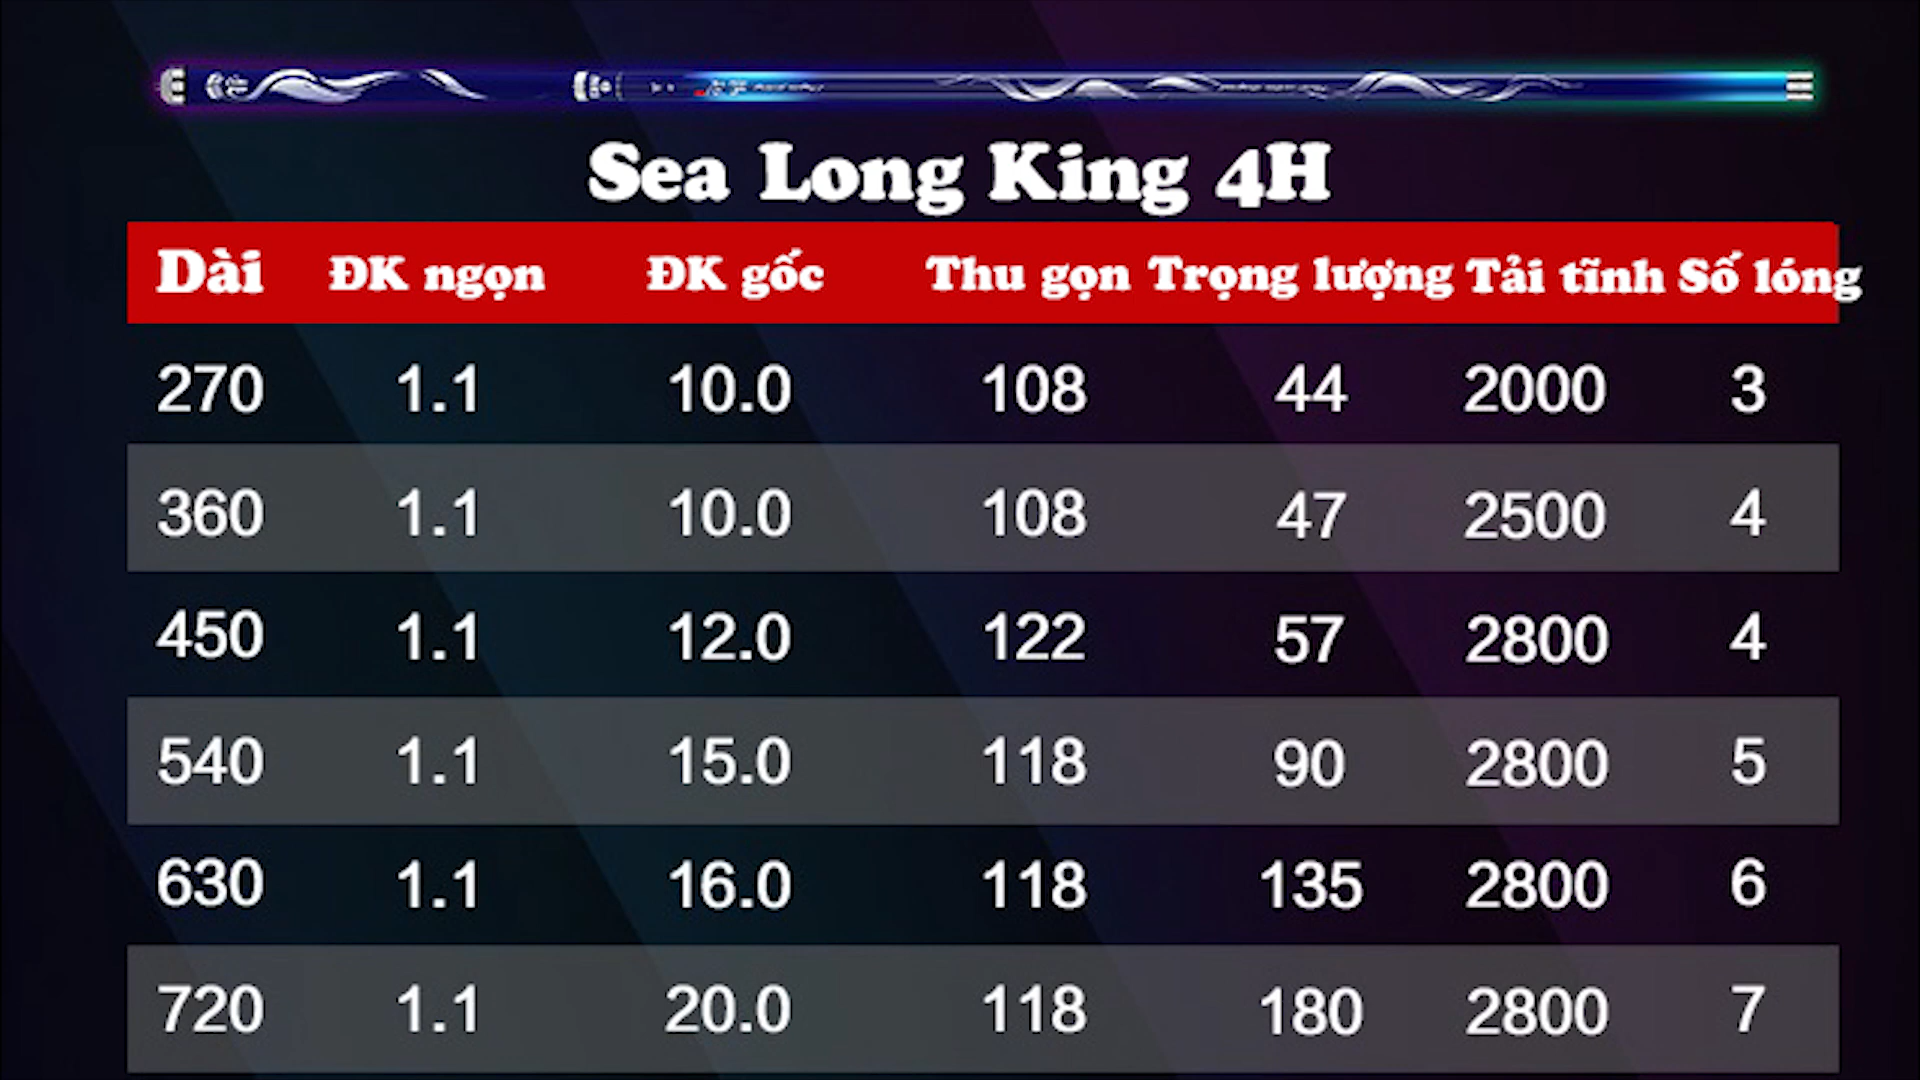 Sea Long King 4H
Dài ĐK ngọn ĐK gốc Thu gọn Trọng lượng Tải tĩnh Số lóng
270 1.1 10.0 108 44 2000 3
360 1.1 10.0 108 47 2500 4
450 1.1 12.0 122 57 2800 4
540 1.1 15.0 118 90 2800 5
630 1.1 16.0 118 135 2800 6
720 1.1 20.0 118 180 2800 7